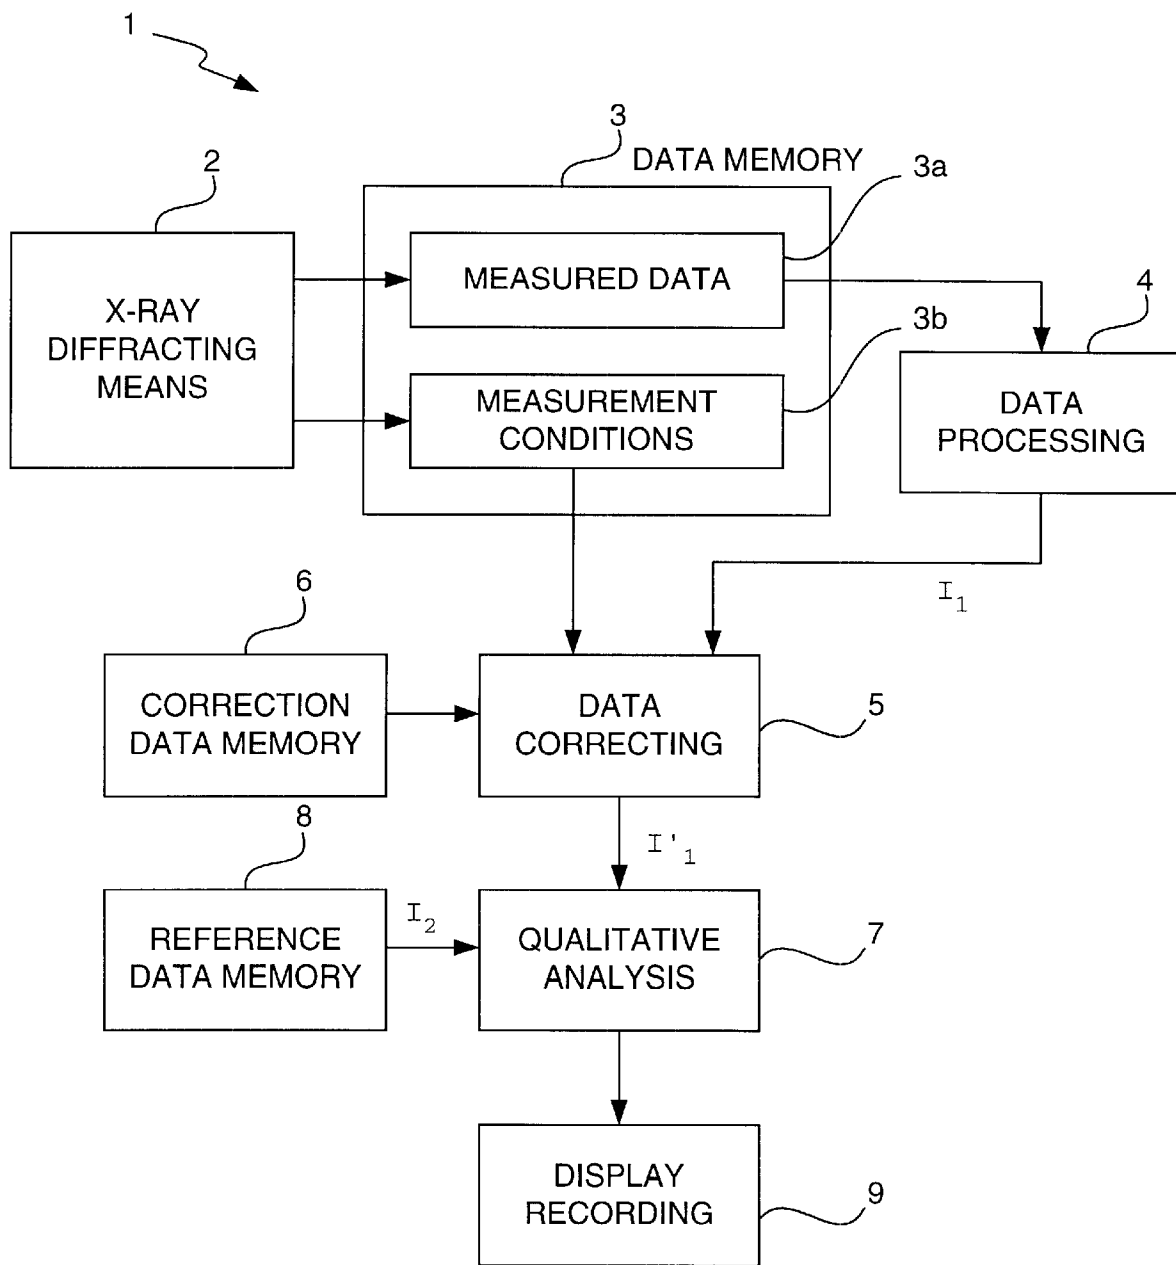 1
3
DATA MEMORY
3a
2
MEASURED DATA
4
X-RAY
DIFFRACTING
MEANS
3b
MEASUREMENT
CONDITIONS
DATA
PROCESSING
I₁
6
CORRECTION
DATA MEMORY
DATA
CORRECTING
5
8
I'₁
REFERENCE
DATA MEMORY
I₂
QUALITATIVE
ANALYSIS
7
DISPLAY
RECORDING
9